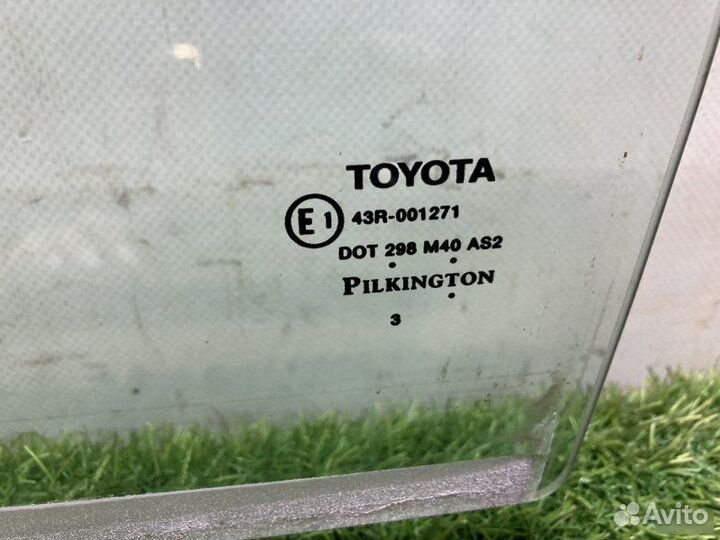 TOYOTA
E1 43R-001271
DOT 298 M40 AS2
PILKINGTON
3
Avito